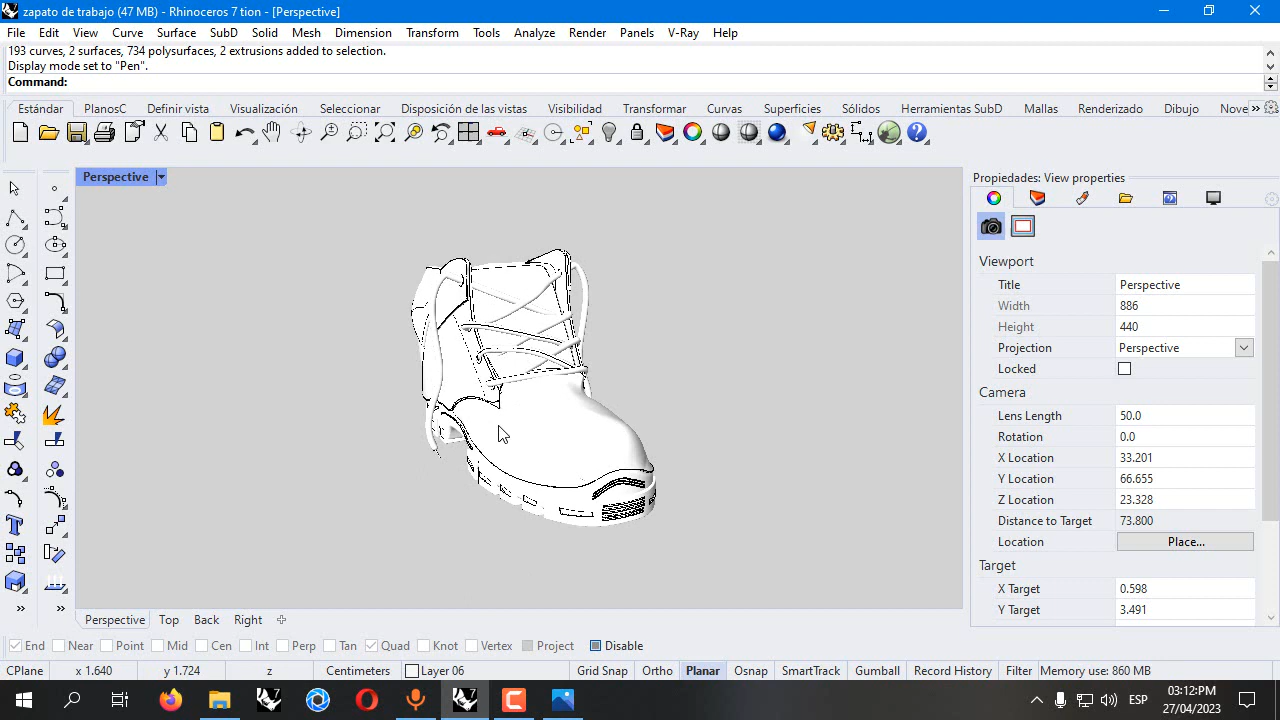 zapato de trabajo (47 MB) - Rhinoceros 7 tion - [Perspective]
File Edit View Curve Surface SubD Solid Mesh Dimension Transform Tools Analyze Render Panels V-Ray Help
193 curves, 2 surfaces, 734 polysurfaces, 2 extrusions added to selection.
Display mode set to "Pen".
Command:
Estándar PlanosC Definir vista Visualización Seleccionar Disposición de las vistas Visibilidad Transformar Curvas Superficies Sólidos Herramientas SubD Mallas Renderizado Dibujo Nove
Perspective
Propiedades: View properties
Viewport
Title Perspective
Width 886
Height 440
Projection Perspective
Locked
Camera
Lens Length 50.0
Rotation 0.0
X Location 33.201
Y Location 66.655
Z Location 23.328
Distance to Target 73.800
Location Place...
Target
X Target 0.598
Y Target 3.491
Perspective Top Back Right
End Near Point Mid Cen Int Perp Tan Quad Knot Vertex Project Disable
CPlane x 1.640 y 1.724 z Centimeters Layer 06 Grid Snap Ortho Planar Osnap SmartTrack Gumball Record History Filter Memory use: 860 MB
ESP 03:12:PM
27/04/2023